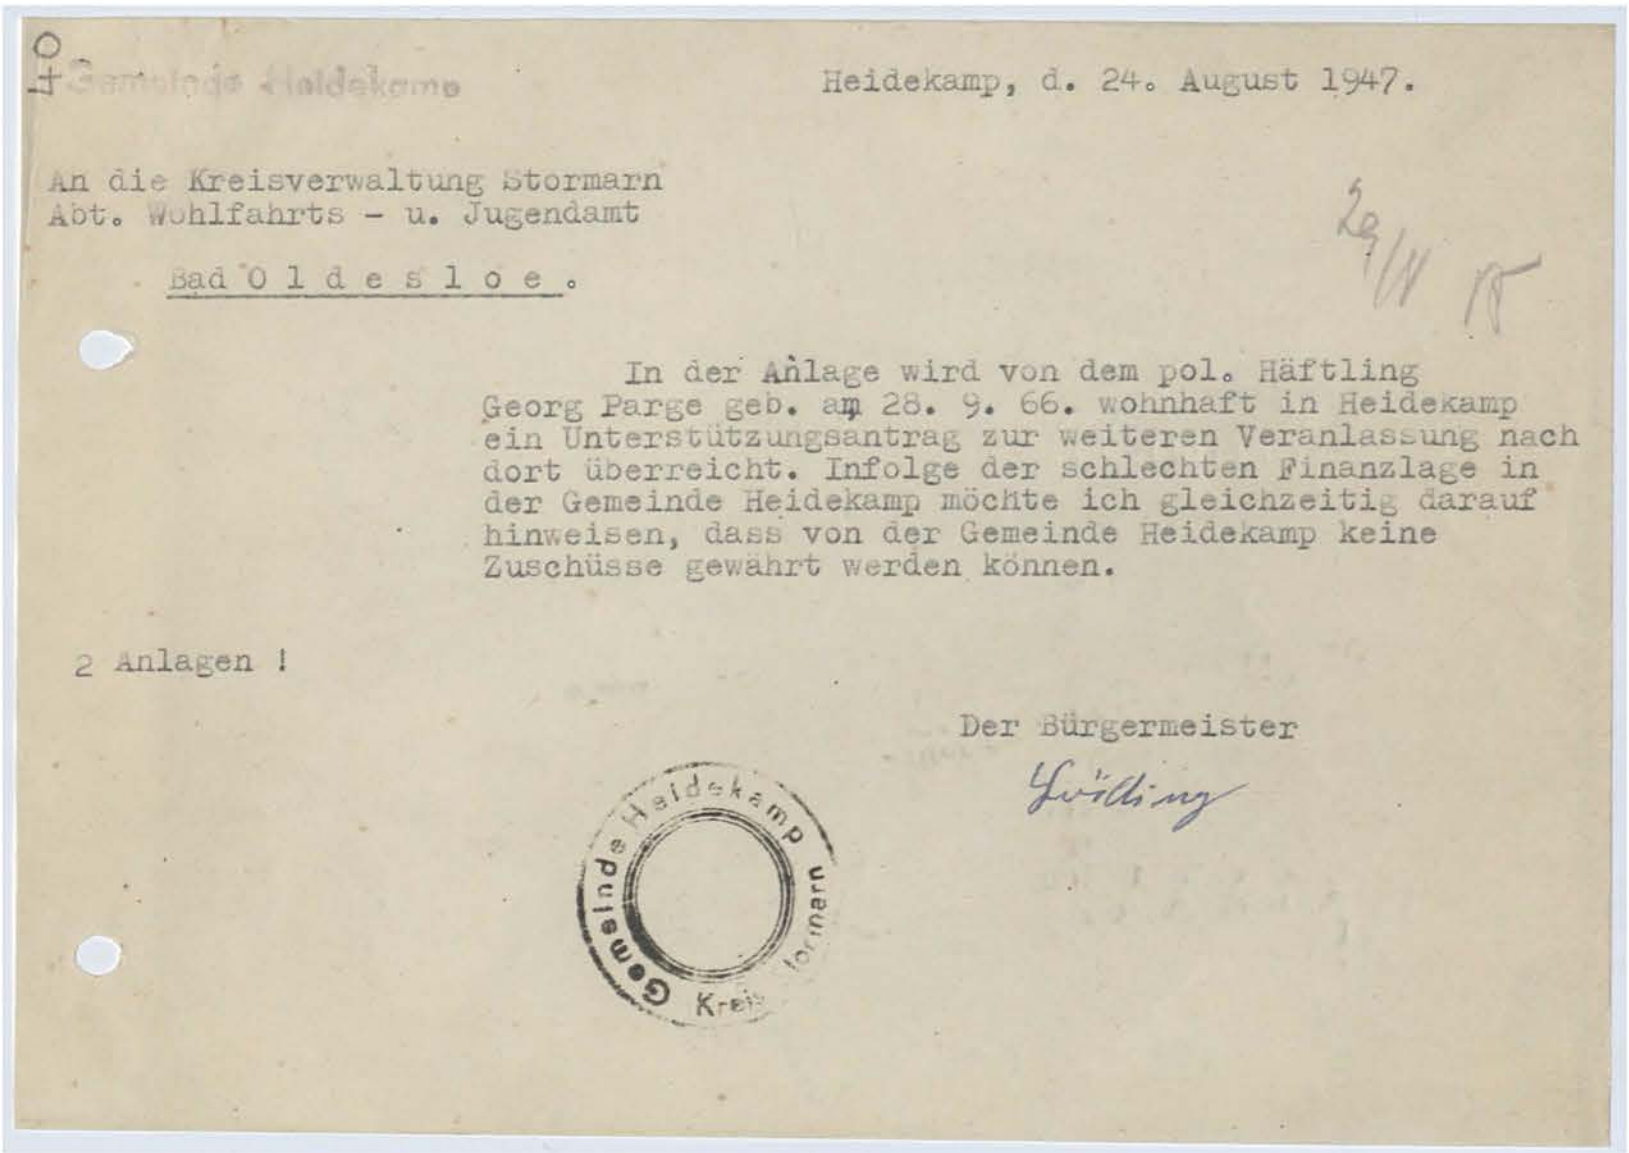 40
Gemeinde Heidekamp
Heidekamp, d. 24. August 1947.
An die Kreisverwaltung Stormarn
Abt. Wohlfahrts - u. Jugendamt
Bad O l d e s l o e .
In der Anlage wird von dem pol. Häftling
Georg Parge geb. am 28. 9. 66. wohnhaft in Heidekamp
ein Unterstützungsantrag zur weiteren Veranlassung nach
dort überreicht. Infolge der schlechten Finanzlage in
der Gemeinde Heidekamp möchte ich gleichzeitig darauf
hinweisen, dass von der Gemeinde Heidekamp keine
Zuschüsse gewährt werden können.
2 Anlagen !
Der Bürgermeister
Gemeinde Heidekamp
Kreis Stormarn